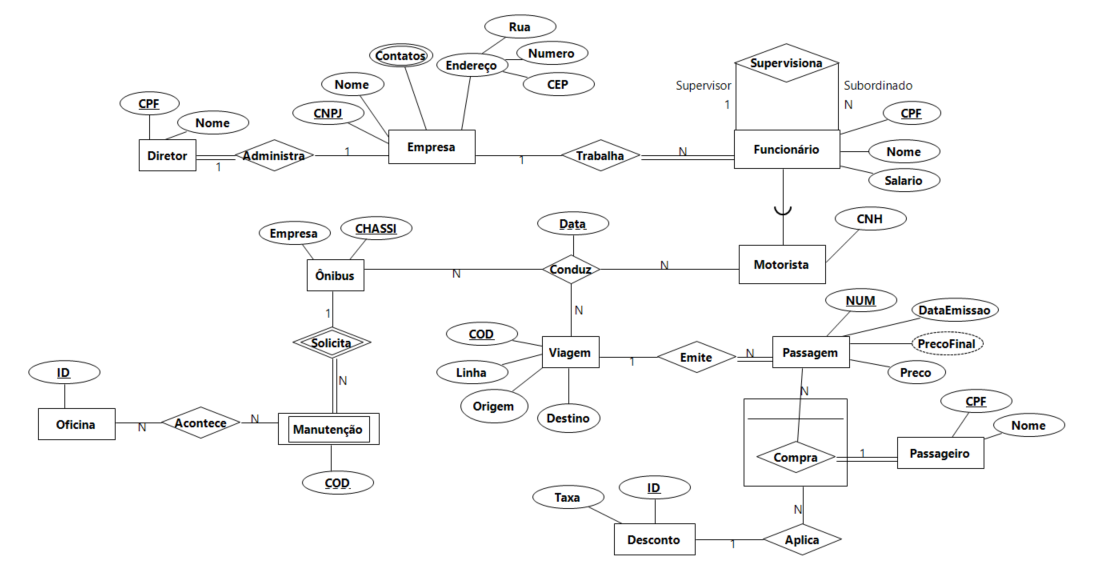 Rua
Contatos
Numero
Endereço
Supervisiona
Nome
CEP
Supervisor
Subordinado
CPF
CNPJ
1
N
CPF
Nome
Diretor
Administra
1
1
Empresa
1
Trabalha
N
Funcionário
Nome
Salario
Empresa
CHASSI
Data
CNH
Ônibus
N
Conduz
N
Motorista
1
N
NUM
DataEmissao
Solicita
COD
Viagem
1
Emite
N
Passagem
PrecoFinal
ID
N
Linha
Preco
N
Origem
Destino
CPF
Oficina
N
Acontece
N
Manutenção
Nome
Compra
1
Passageiro
COD
Taxa
ID
N
Desconto
1
Aplica